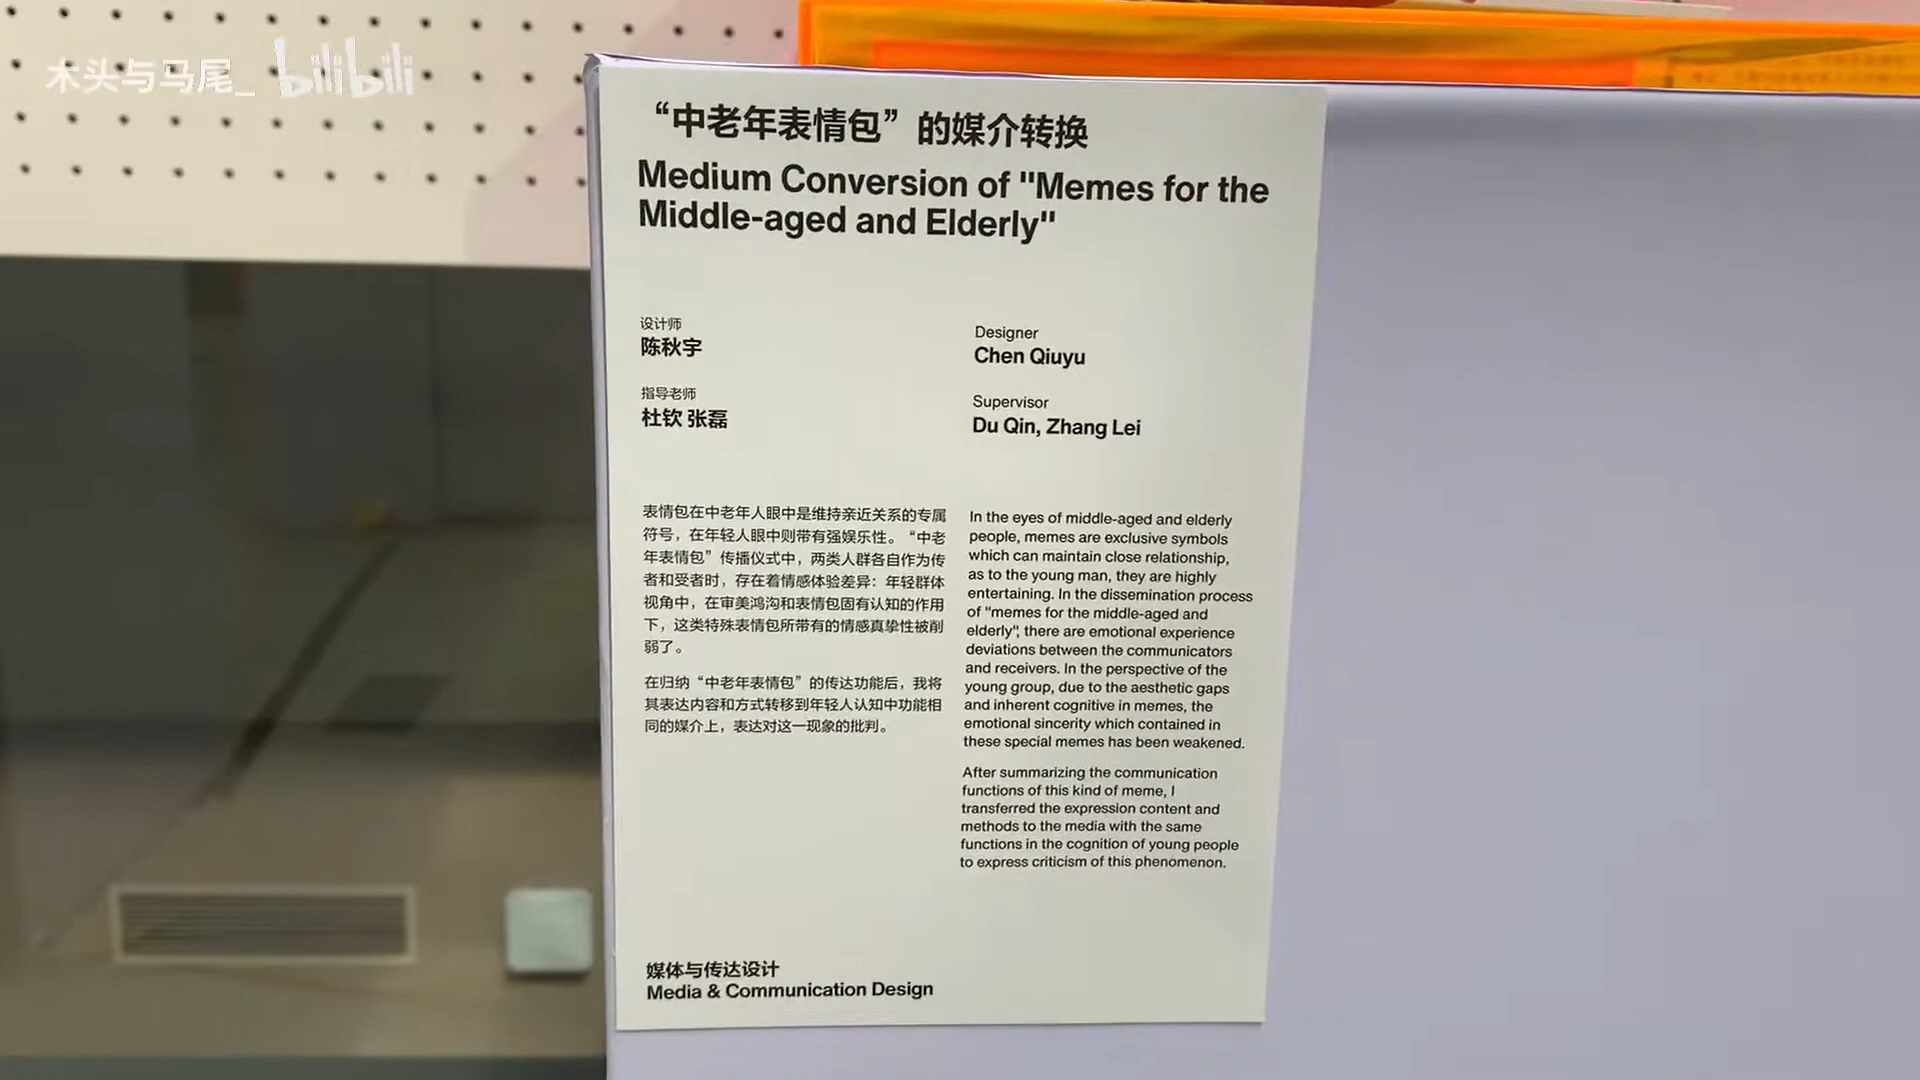 木头与马尾_ bilibili
“中老年表情包”的媒介转换
Medium Conversion of "Memes for the
Middle-aged and Elderly"
设计师
陈秋宇
Designer
Chen Qiuyu
指导老师
杜钦 张磊
Supervisor
Du Qin, Zhang Lei
表情包在中老年人眼中是维持亲近关系的专属
符号，在年轻人眼中则带有强娱乐性。“中老
年表情包”传播仪式中，两类人群各自作为传
者和受者时，存在着情感体验差异：年轻群体
视角中，在审美鸿沟和表情包固有认知的作用
下，这类特殊表情包所带有的情感真挚性被削
弱了。
在归纳“中老年表情包”的传达功能后，我将
其表达内容和方式转移到年轻人认知中功能相
同的媒介上，表达对这一现象的批判。
In the eyes of middle-aged and elderly
people, memes are exclusive symbols
which can maintain close relationship,
as to the young man, they are highly
entertaining. In the dissemination process
of "memes for the middle-aged and
elderly", there are emotional experience
deviations between the communicators
and receivers. In the perspective of the
young group, due to the aesthetic gaps
and inherent cognitive in memes, the
emotional sincerity which contained in
these special memes has been weakened.
After summarizing the communication
functions of this kind of meme, I
transferred the expression content and
methods to the media with the same
functions in the cognition of young people
to express criticism of this phenomenon.
媒体与传达设计
Media & Communication Design